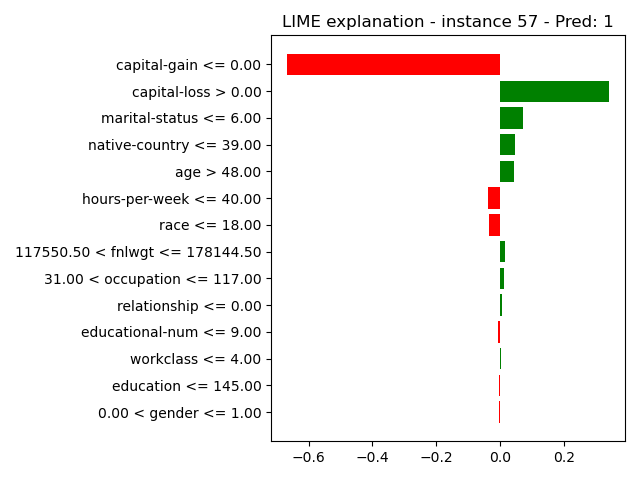 LIME explanation - instance 57 - Pred: 1
capital-gain <= 0.00
capital-loss > 0.00
marital-status <= 6.00
native-country <= 39.00
age > 48.00
hours-per-week <= 40.00
race <= 18.00
117550.50 < fnlwgt <= 178144.50
31.00 < occupation <= 117.00
relationship <= 0.00
educational-num <= 9.00
workclass <= 4.00
education <= 145.00
0.00 < gender <= 1.00
−0.6 −0.4 −0.2 0.0 0.2